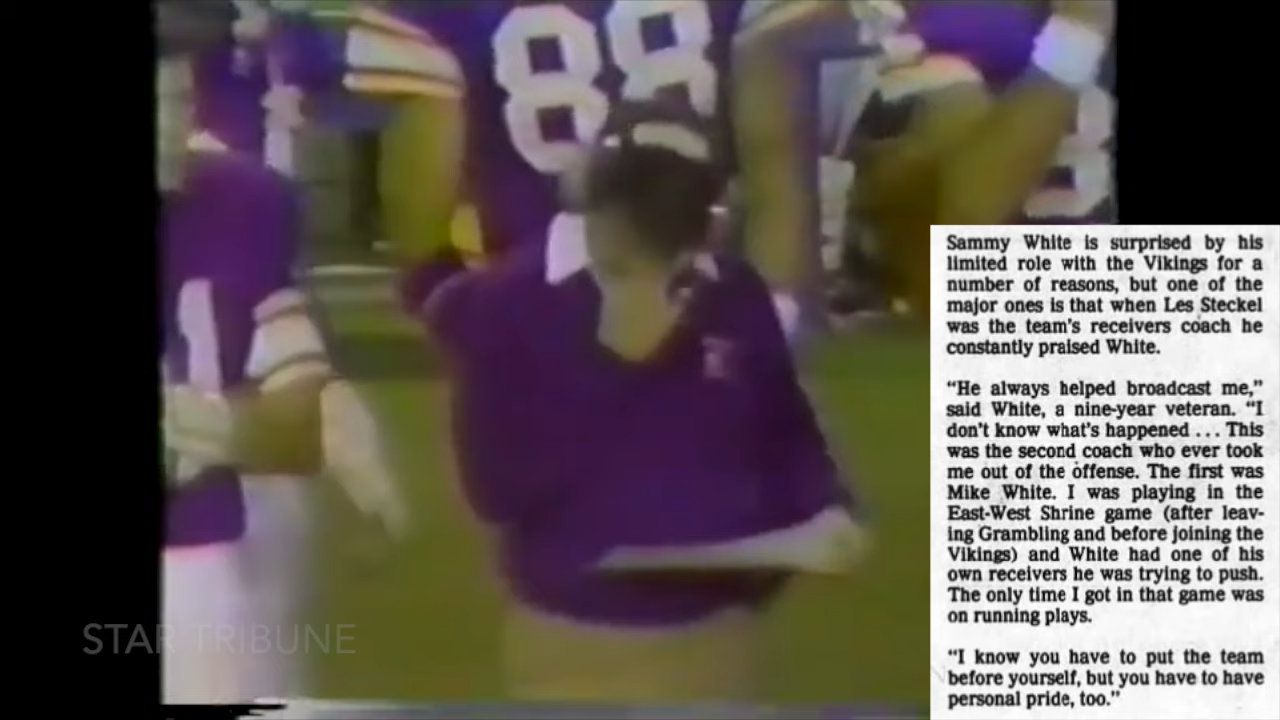 88
Sammy White is surprised by his
limited role with the Vikings for a
number of reasons, but one of the
major ones is that when Les Steckel
was the team's receivers coach he
constantly praised White.
"He always helped broadcast me,"
said White, a nine-year veteran. "I
don't know what's happened ... This
was the second coach who ever took
me out of the offense. The first was
Mike White. I was playing in the
East-West Shrine game (after leav-
ing Grambling and before joining the
Vikings) and White had one of his
own receivers he was trying to push.
The only time I got in that game was
on running plays.
"I know you have to put the team
before yourself, but you have to have
personal pride, too."
STAR TRIBUNE